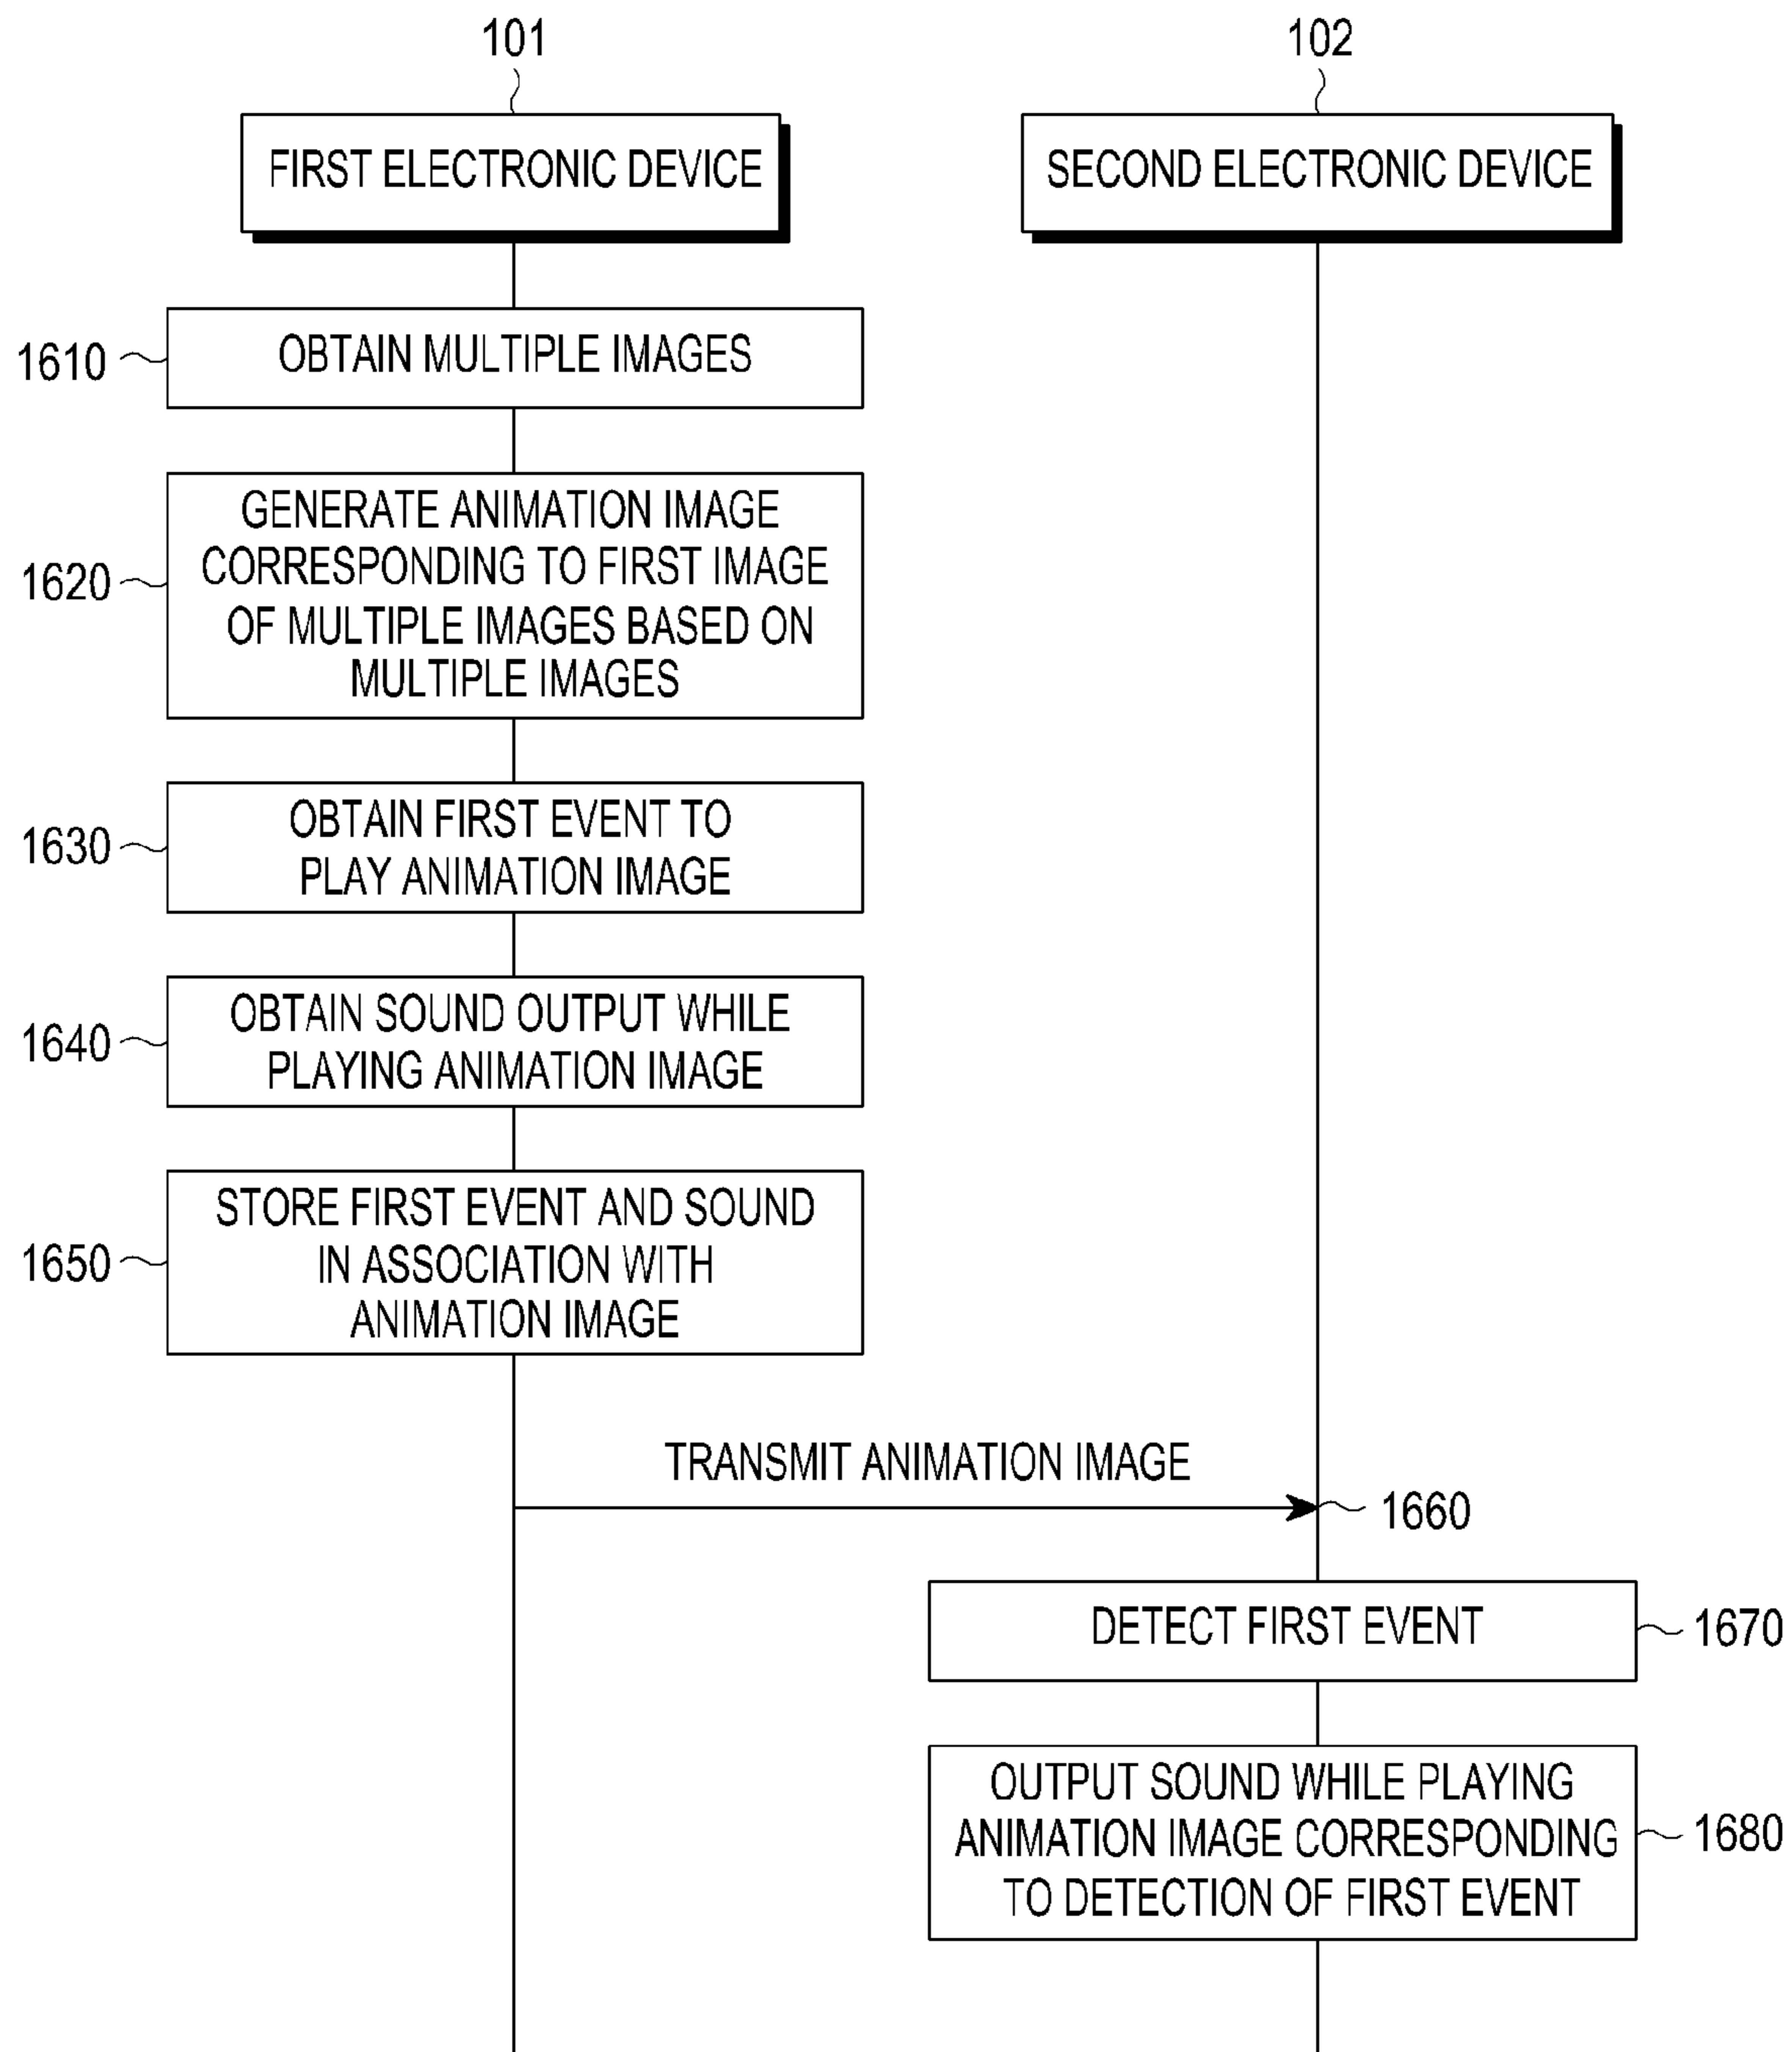 101
102
FIRST ELECTRONIC DEVICE
SECOND ELECTRONIC DEVICE
1610
OBTAIN MULTIPLE IMAGES
1620
GENERATE ANIMATION IMAGE
CORRESPONDING TO FIRST IMAGE
OF MULTIPLE IMAGES BASED ON
MULTIPLE IMAGES
1630
OBTAIN FIRST EVENT TO
PLAY ANIMATION IMAGE
1640
OBTAIN SOUND OUTPUT WHILE
PLAYING ANIMATION IMAGE
1650
STORE FIRST EVENT AND SOUND
IN ASSOCIATION WITH
ANIMATION IMAGE
TRANSMIT ANIMATION IMAGE
1660
DETECT FIRST EVENT
1670
OUTPUT SOUND WHILE PLAYING
ANIMATION IMAGE CORRESPONDING
TO DETECTION OF FIRST EVENT
1680